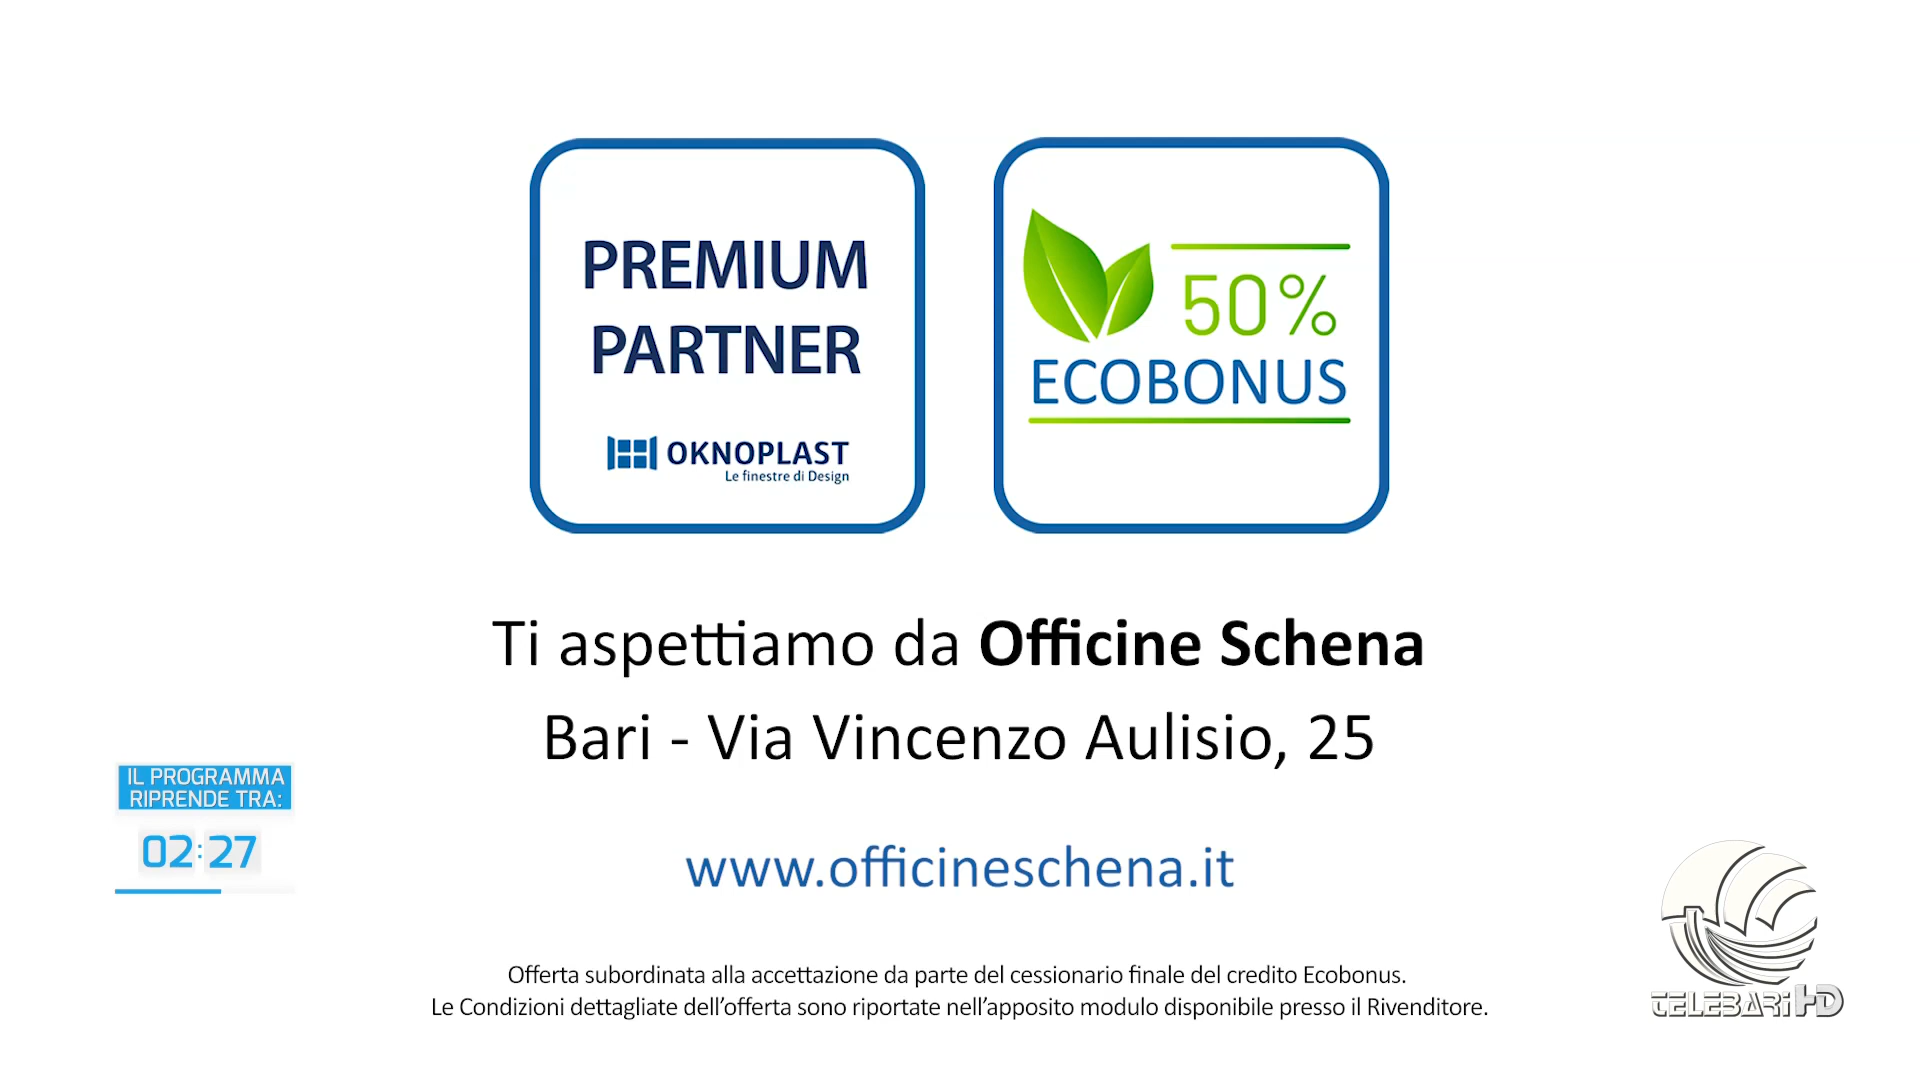 PREMIUM
PARTNER
OKNOPLAST
Le finestre di Design
50%
ECOBONUS
Ti aspettiamo da Officine Schena
Bari - Via Vincenzo Aulisio, 25
IL PROGRAMMA
RIPRENDE TRA:
02:27
www.officineschena.it
Offerta subordinata alla accettazione da parte del cessionario finale del credito Ecobonus.
Le Condizioni dettagliate dell'offerta sono riportate nell'apposito modulo disponibile presso il Rivenditore.
TELEBARI HD